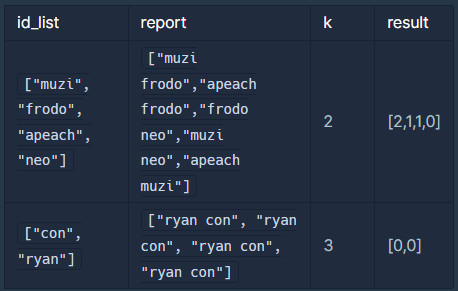 id_list report k result
["muzi",
"frodo",
"apeach",
"neo"]
["muzi
frodo","apeach
frodo","frodo
neo","muzi
neo","apeach
muzi"]
2
[2,1,1,0]
["con",
"ryan"]
["ryan con", "ryan
con", "ryan con",
"ryan con"]
3
[0,0]